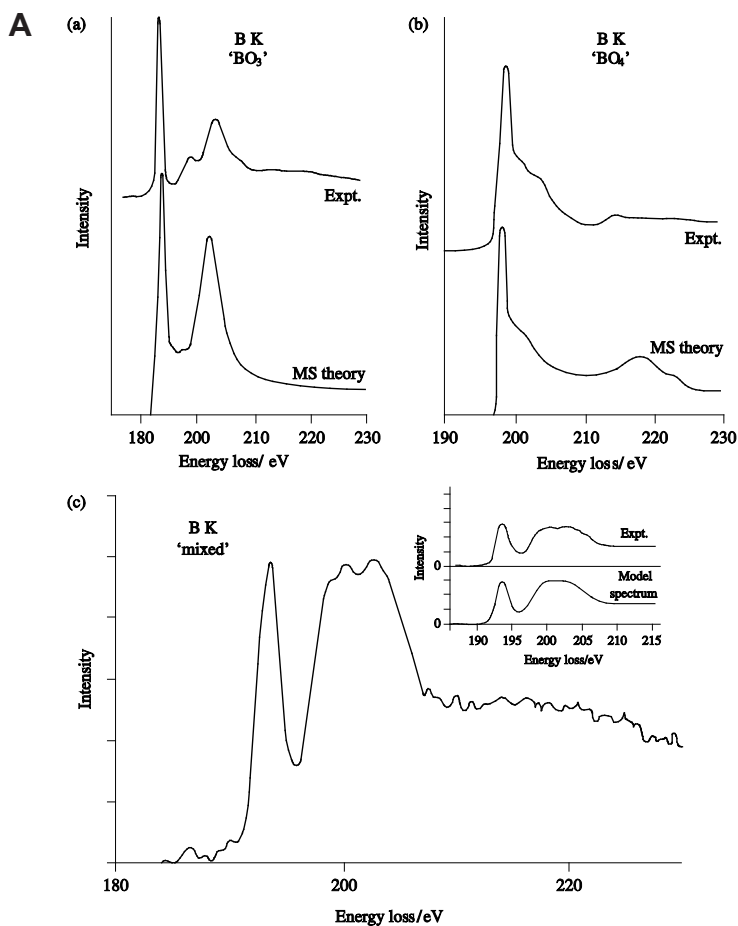 A
(a)
B K
‘BO₃’
Intensity
Expt.
MS theory
180 200 210 220 230
Energy loss/ eV
(b)
B K
‘BO₄’
Intensity
Expt.
MS theory
190 200 210 220 230
Energy loss/ eV
(c)
B K
‘mixed’
Intensity
180 200 220
Energy loss/eV
Intensity
Expt.
0
Model
spectrum
0
190 195 200 205 210 215
Energy loss/eV